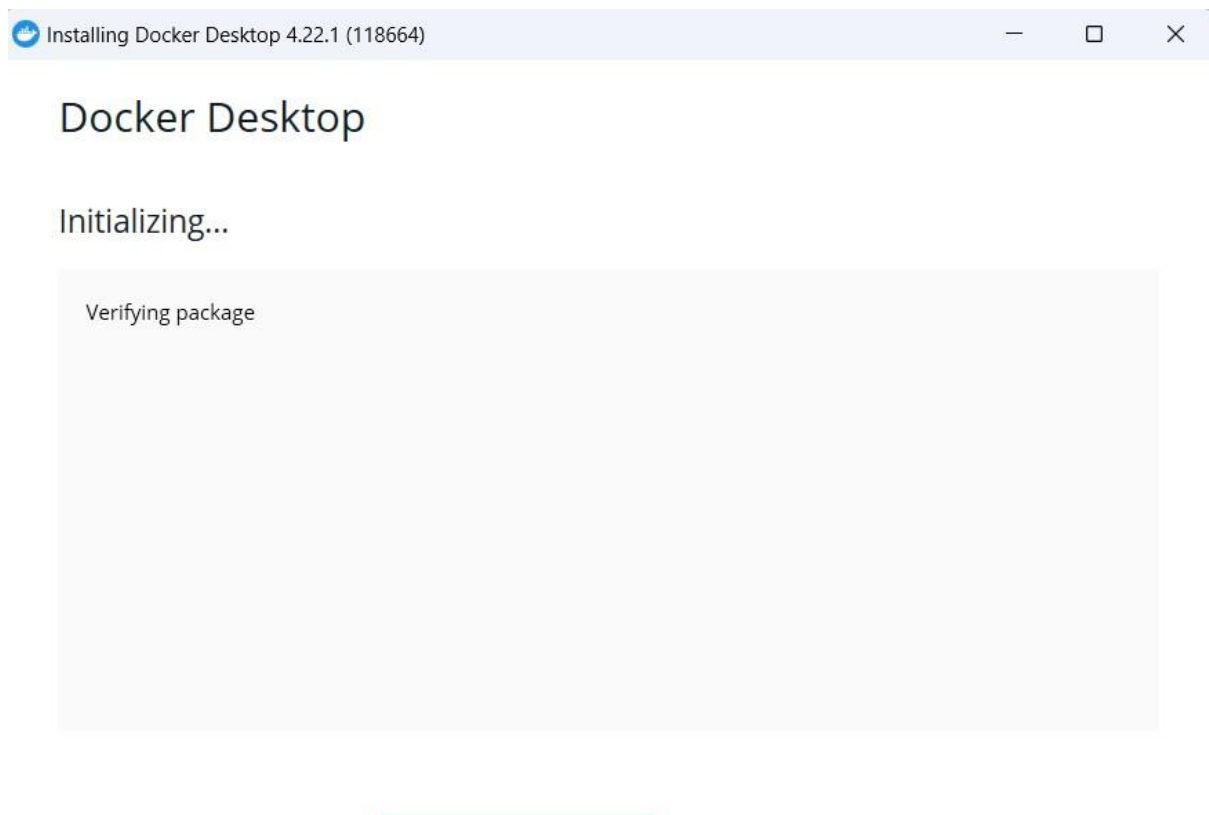 Installing Docker Desktop 4.22.1 (118664)
Docker Desktop
Initializing...
Verifying package